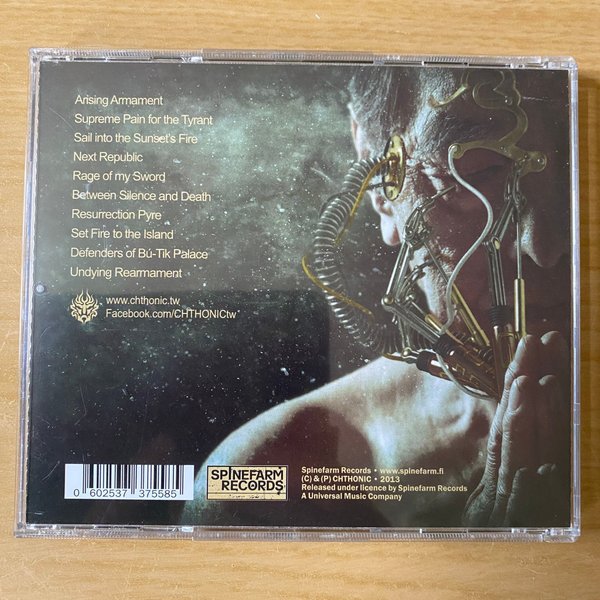 Arising Armament
Supreme Pain for the Tyrant
Sail into the Sunset's Fire
Next Republic
Rage of my Sword
Between Silence and Death
Resurrection Pyre
Set Fire to the Island
Defenders of Bú-Tik Palace
Undying Rearmament
www.chthonic.tw
Facebook.com/CHTHONICtw
0 602537 375585
SPINEFARM
RECORDS
Spinefarm Records • www.spinefarm.fi
(C) & (P) CHTHONIC • 2013
Released under licence by Spinefarm Records
A Universal Music Company